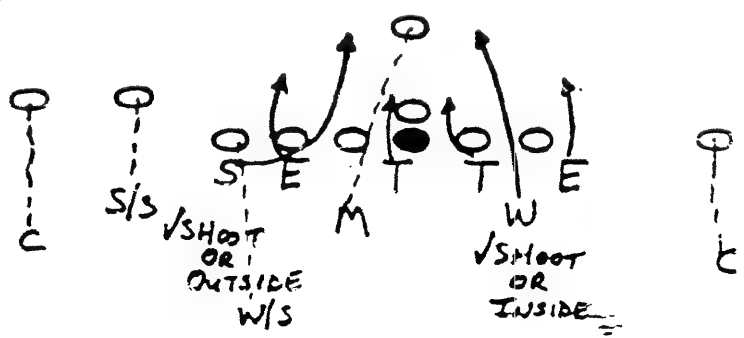 S E T T E
S/S M W
C C
✓SHOOT
OR
OUTSIDE
W/S
✓SHOOT
OR
INSIDE